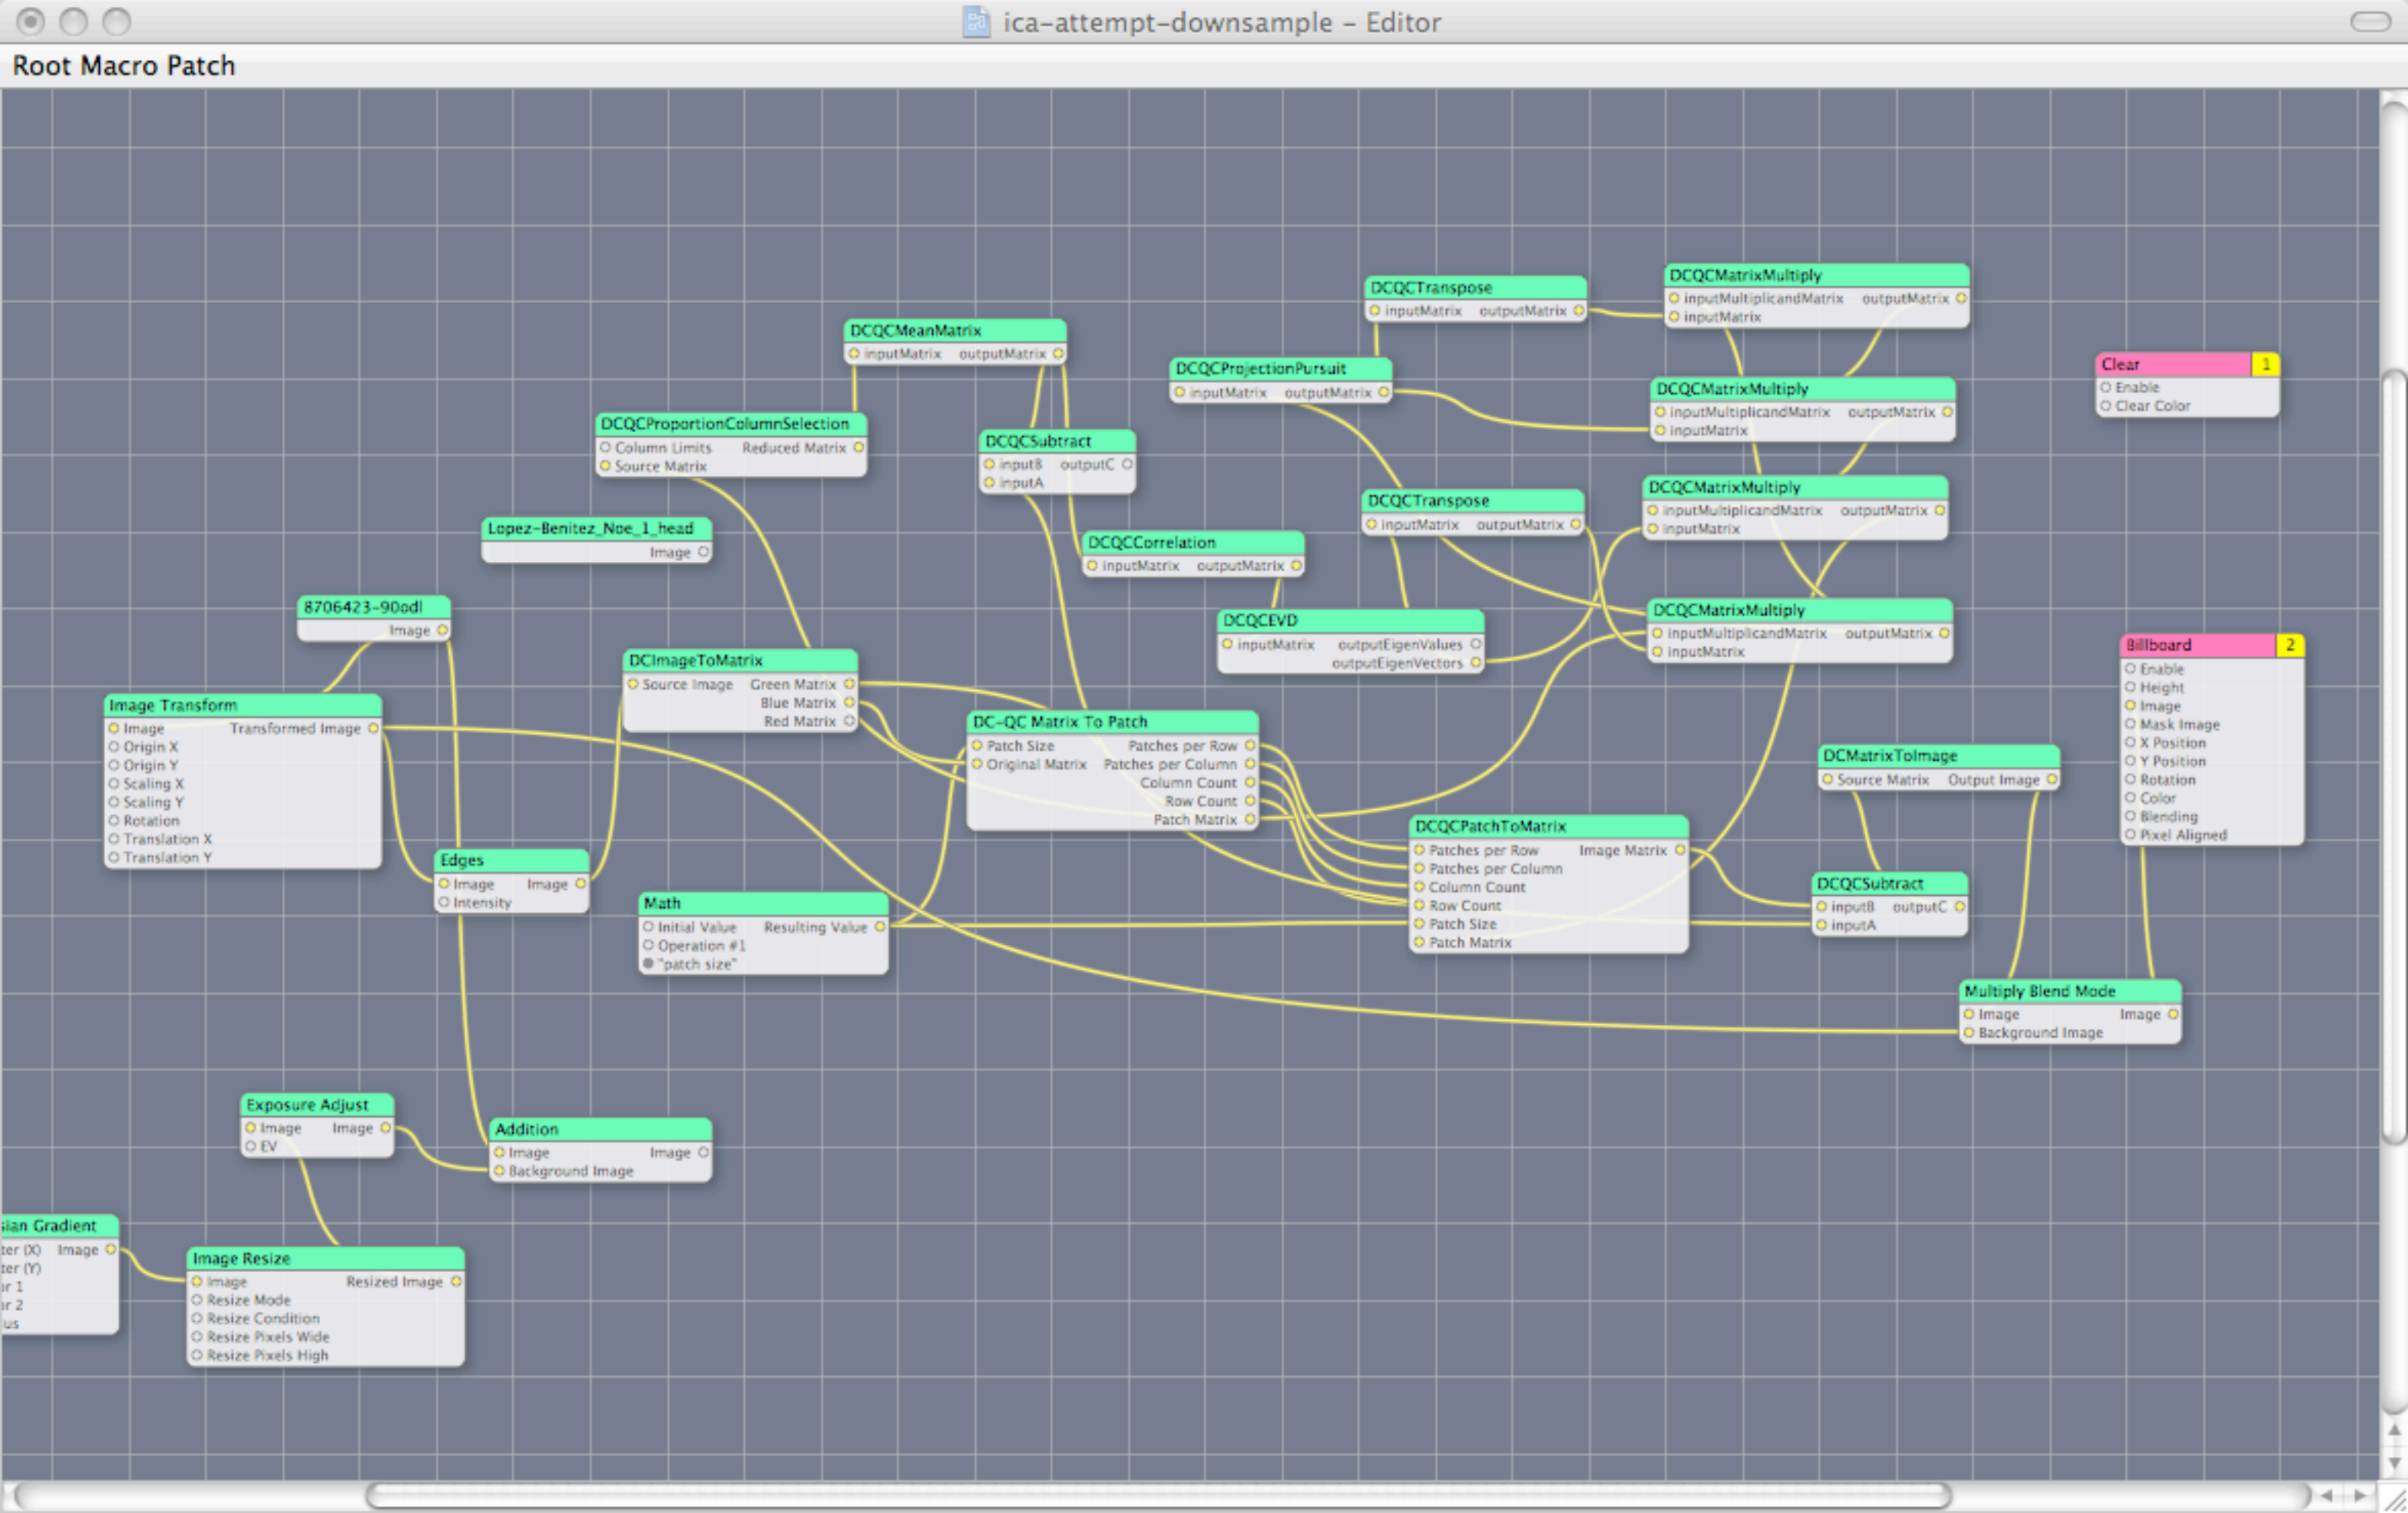 ica-attempt-downsample – Editor
Root Macro Patch
DCQCMatrixMultiply
inputMultiplicandMatrix outputMatrix
inputMatrix
DCQCTranspose
inputMatrix outputMatrix
DCQCMeanMatrix
inputMatrix outputMatrix
DCQCProjectionPursuit
inputMatrix outputMatrix
Clear 1
Enable
Clear Color
DCQCMatrixMultiply
inputMultiplicandMatrix outputMatrix
inputMatrix
DCQCProportionColumnSelection
Column Limits Reduced Matrix
Source Matrix
DCQCSubtract
inputB outputC
inputA
DCQCMatrixMultiply
inputMultiplicandMatrix outputMatrix
inputMatrix
DCQCTranspose
inputMatrix outputMatrix
Lopez-Benitez_Noe_1_head
Image
DCQCCorrelation
inputMatrix outputMatrix
8706423-90odl
Image
DCQCEVD
inputMatrix outputEigenValues
outputEigenVectors
DCQCMatrixMultiply
inputMultiplicandMatrix outputMatrix
inputMatrix
Billboard 2
Enable
Height
Image
Mask Image
X Position
Y Position
Rotation
Color
Blending
Pixel Aligned
DCImageToMatrix
Source Image Green Matrix
Blue Matrix
Red Matrix
Image Transform
Image Transformed Image
Origin X
Origin Y
Scaling X
Scaling Y
Rotation
Translation X
Translation Y
DC-QC Matrix To Patch
Patch Size Patches per Row
Original Matrix Patches per Column
Column Count
Row Count
Patch Matrix
DCMatrixToImage
Source Matrix Output Image
DCQCPatchToMatrix
Patches per Row Image Matrix
Patches per Column
Column Count
Row Count
Patch Size
Patch Matrix
Edges
Image Image
Intensity
DCQCSubtract
inputB outputC
inputA
Math
Initial Value Resulting Value
Operation #1
"patch size"
Multiply Blend Mode
Image Image
Background Image
Exposure Adjust
Image Image
EV
Addition
Image Image
Background Image
sian Gradient
ter (X) Image
ter (Y)
or 1
or 2
us
Image Resize
Image Resized Image
Resize Mode
Resize Condition
Resize Pixels Wide
Resize Pixels High